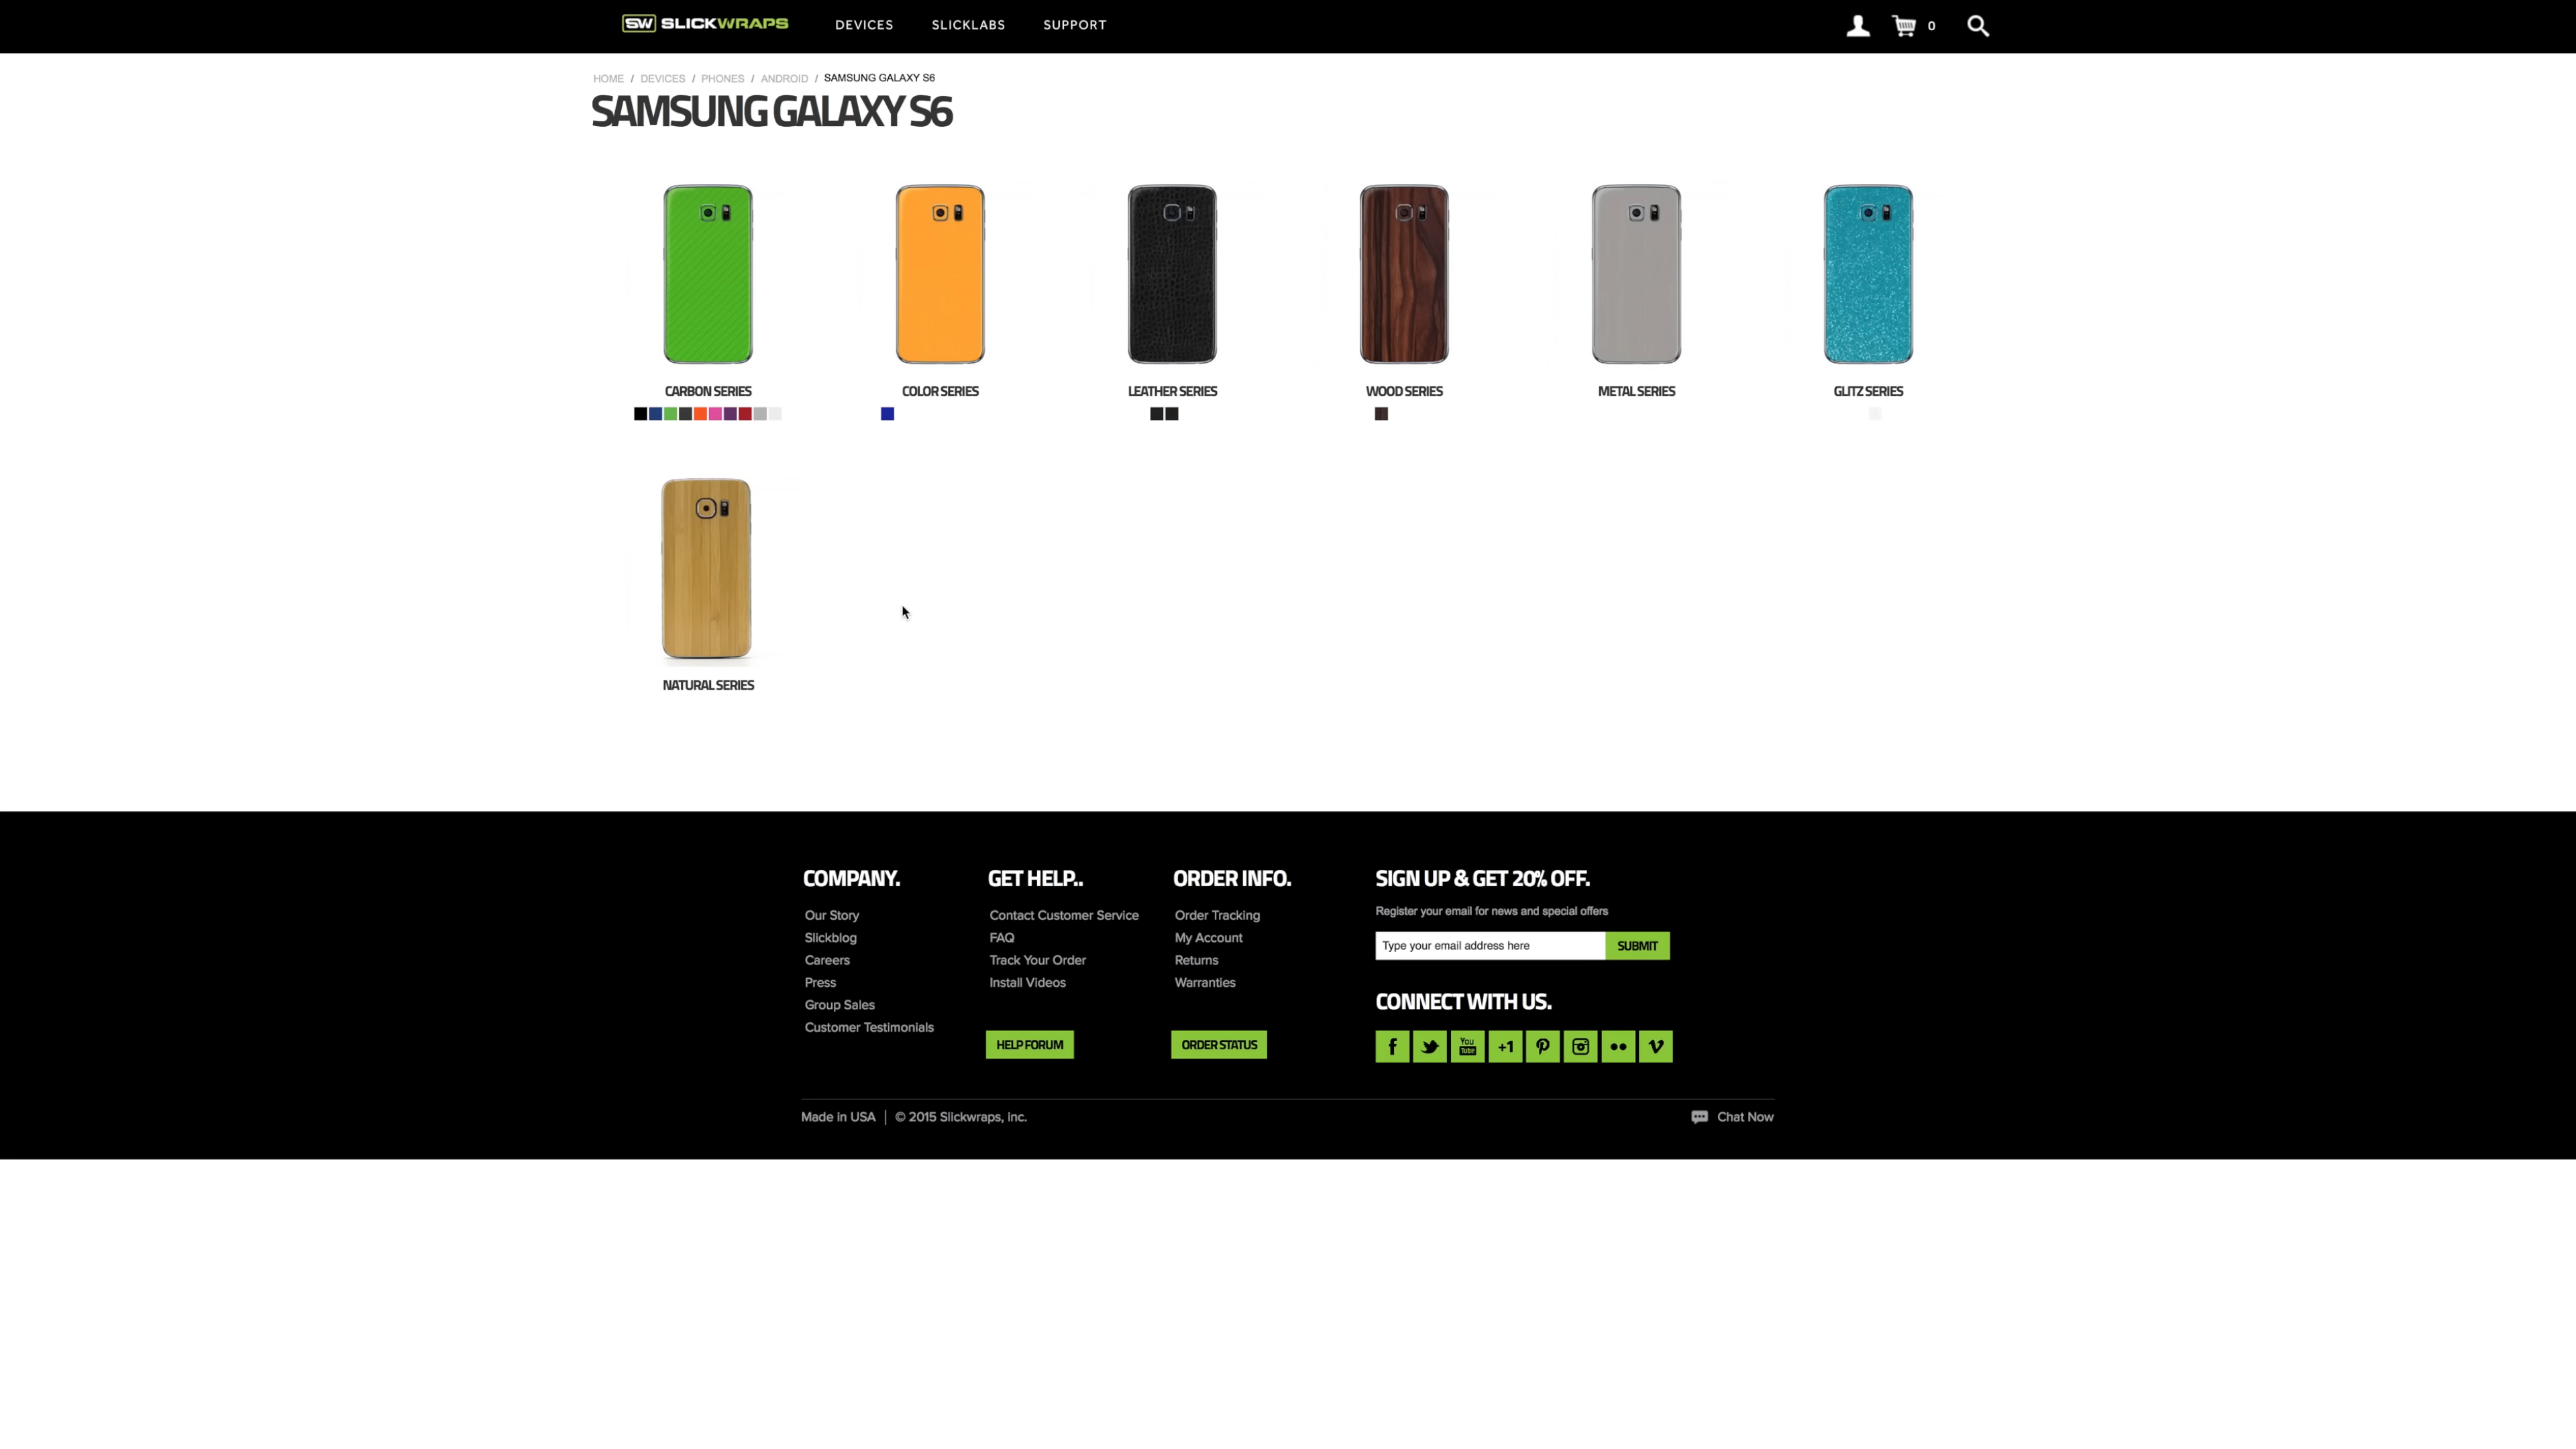 SW SLICKWRAPS DEVICES SLICKLABS SUPPORT 0
HOME / DEVICES / PHONES / ANDROID / SAMSUNG GALAXY S6
SAMSUNG GALAXY S6
CARBON SERIES
COLOR SERIES
LEATHER SERIES
WOOD SERIES
METAL SERIES
GLITZ SERIES
NATURAL SERIES
COMPANY.
Our Story
Slickblog
Careers
Press
Group Sales
Customer Testimonials
GET HELP..
Contact Customer Service
FAQ
Track Your Order
Install Videos
HELP FORUM
ORDER INFO.
Order Tracking
My Account
Returns
Warranties
ORDER STATUS
SIGN UP & GET 20% OFF.
Register your email for news and special offers
Type your email address here SUBMIT
CONNECT WITH US.
f You Tube +1
Made in USA | © 2015 Slickwraps, inc.
Chat Now